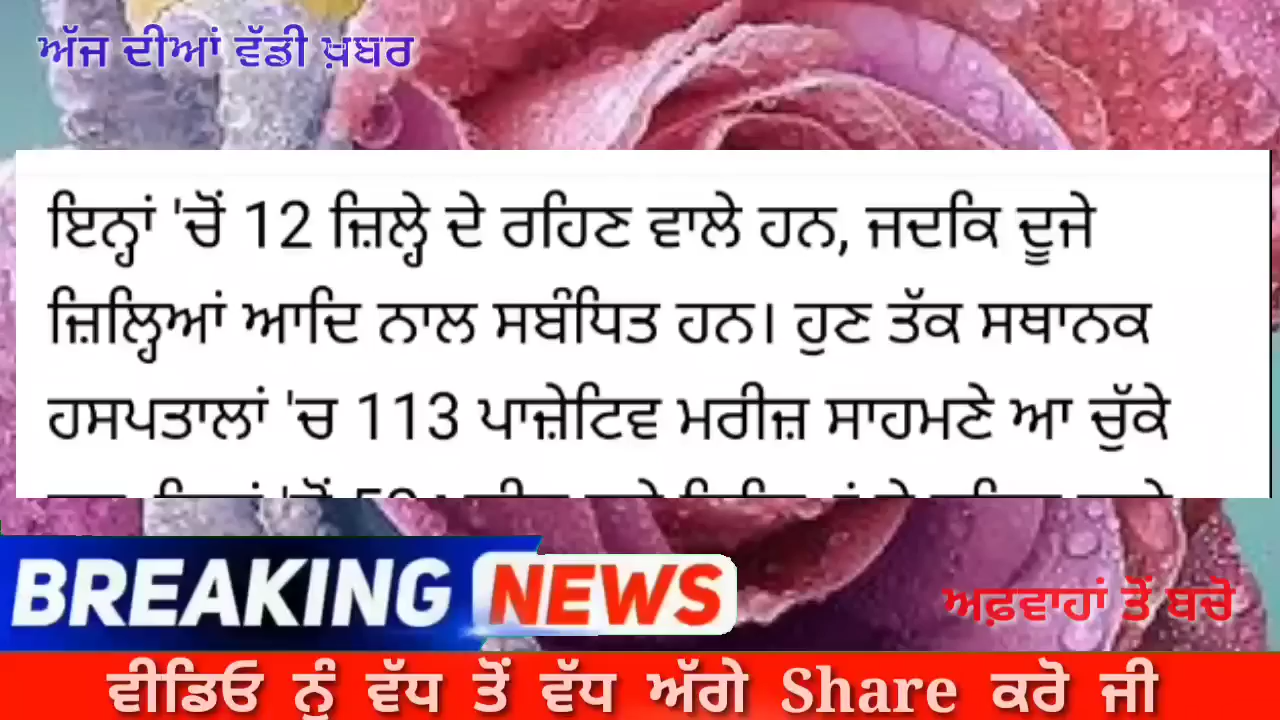 ਅੱਜ ਦੀਆਂ ਵੱਡੀ ਖ਼ਬਰ
ਇਨ੍ਹਾਂ 'ਚੋਂ 12 ਜ਼ਿਲ੍ਹੇ ਦੇ ਰਹਿਣ ਵਾਲੇ ਹਨ, ਜਦਕਿ ਦੂਜੇ
ਜ਼ਿਲ੍ਹਿਆਂ ਆਦਿ ਨਾਲ ਸਬੰਧਿਤ ਹਨ। ਹੁਣ ਤੱਕ ਸਥਾਨਕ
ਹਸਪਤਾਲਾਂ 'ਚ 113 ਪਾਜ਼ੇਟਿਵ ਮਰੀਜ਼ ਸਾਹਮਣੇ ਆ ਚੁੱਕੇ
BREAKING NEWS
ਅਫ਼ਵਾਹਾਂ ਤੋਂ ਬਚੋ
ਵੀਡਿਓ ਨੂੰ ਵੱਧ ਤੋਂ ਵੱਧ ਅੱਗੇ Share ਕਰੋ ਜੀ